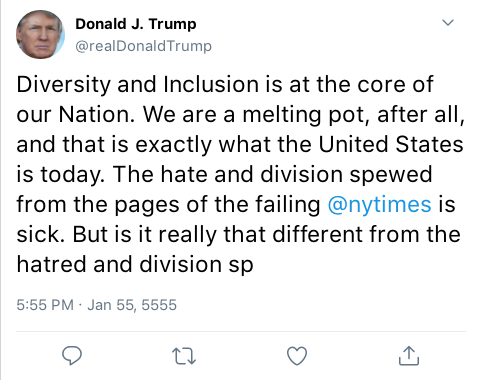 Donald J. Trump
@realDonaldTrump
Diversity and Inclusion is at the core of
our Nation. We are a melting pot, after all,
and that is exactly what the United States
is today. The hate and division spewed
from the pages of the failing @nytimes is
sick. But is it really that different from the
hatred and division sp
5:55 PM · Jan 55, 5555